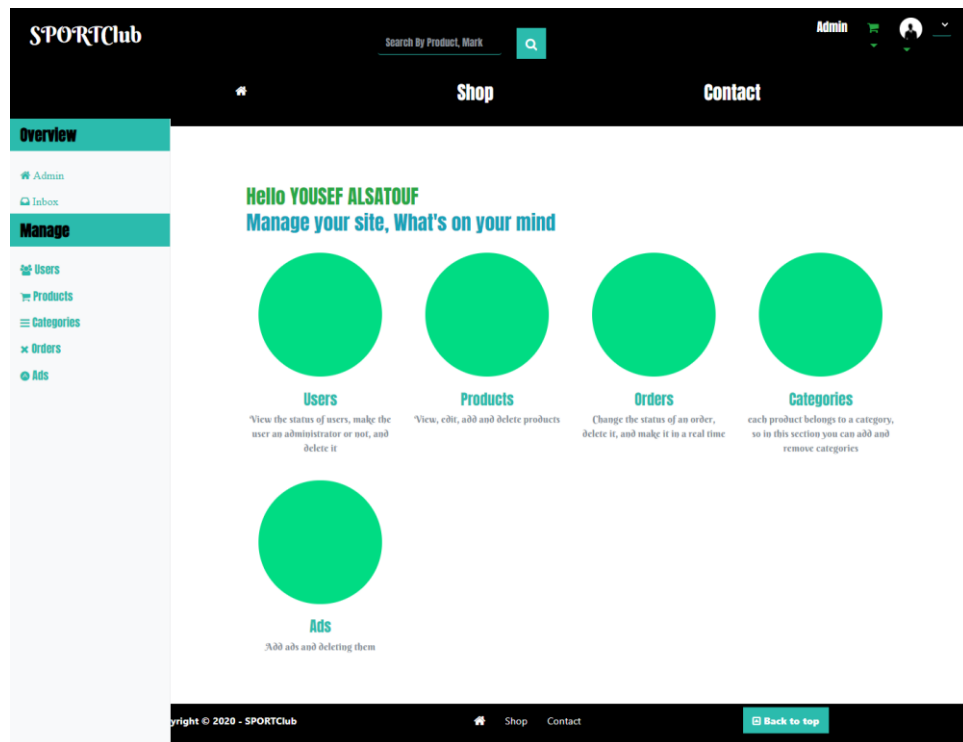 SPORTClub
Search By Product, Mark
Admin
Shop
Contact
Overview
Admin
Inbox
Manage
Users
Products
Categories
Orders
Ads
Hello YOUSEF ALSATOUF
Manage your site, What's on your mind
Users
View the status of users, make the
user an administrator or not, and
delete it
Products
View, edit, add and delete products
Orders
Change the status of an order,
delete it, and make it in a real time
Categories
each product belongs to a category,
so in this section you can add and
remove categories
Ads
Add ads and deleting them
yright © 2020 - SPORTClub
Shop
Contact
Back to top